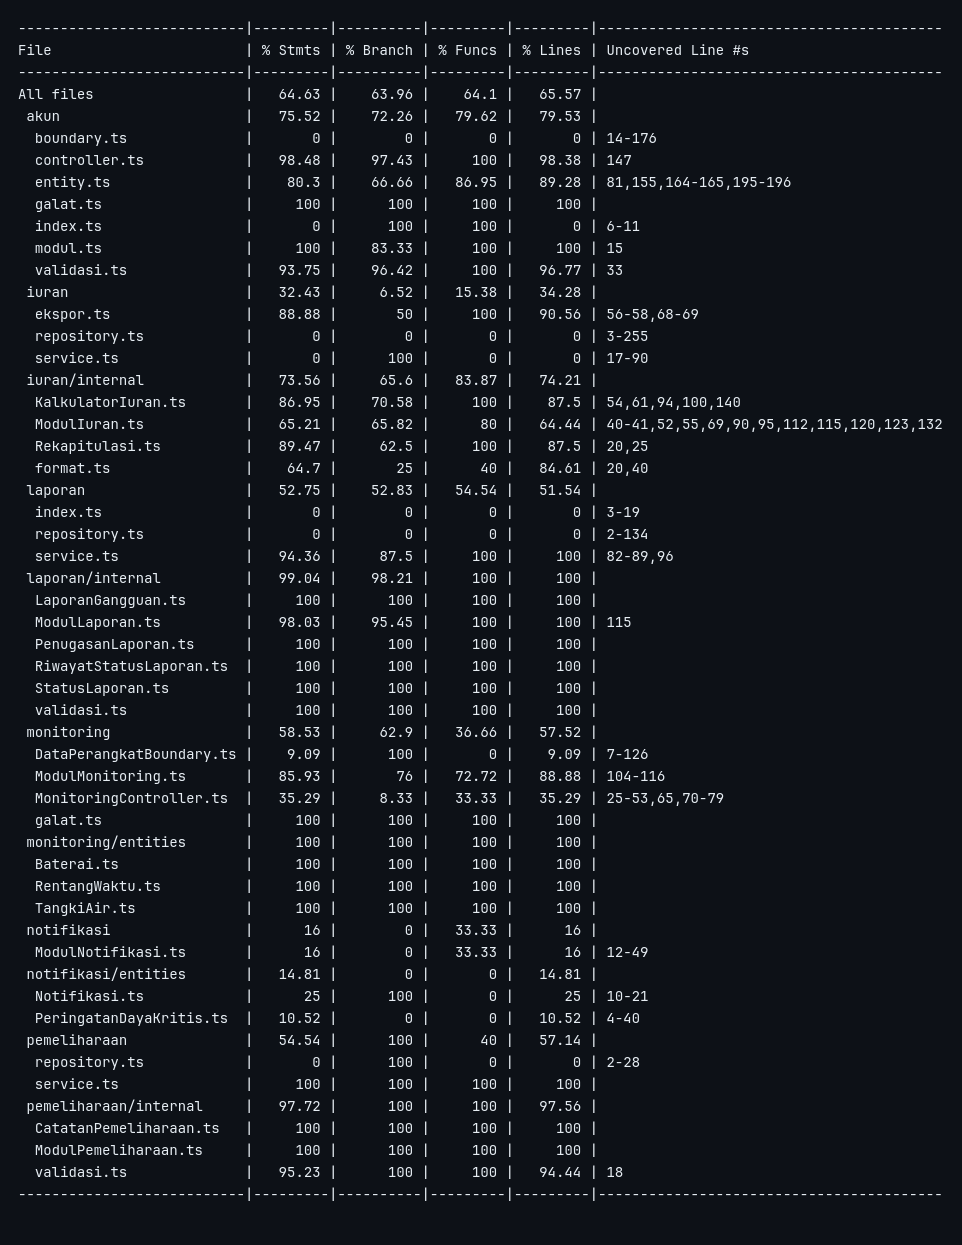 ---------------------------|---------|----------|---------|---------|-----------------------------------------
File                       | % Stmts | % Branch | % Funcs | % Lines | Uncovered Line #s
---------------------------|---------|----------|---------|---------|-----------------------------------------
All files                  |   64.63 |    63.96 |    64.1 |   65.57 |
 akun                      |   75.52 |    72.26 |   79.62 |   79.53 |
  boundary.ts              |       0 |        0 |       0 |       0 | 14-176
  controller.ts            |   98.48 |    97.43 |     100 |   98.38 | 147
  entity.ts                |    80.3 |    66.66 |   86.95 |   89.28 | 81,155,164-165,195-196
  galat.ts                 |     100 |      100 |     100 |     100 |
  index.ts                 |       0 |      100 |     100 |       0 | 6-11
  modul.ts                 |     100 |    83.33 |     100 |     100 | 15
  validasi.ts              |   93.75 |    96.42 |     100 |   96.77 | 33
 iuran                     |   32.43 |     6.52 |   15.38 |   34.28 |
  ekspor.ts                |   88.88 |       50 |     100 |   90.56 | 56-58,68-69
  repository.ts            |       0 |        0 |       0 |       0 | 3-255
  service.ts               |       0 |      100 |       0 |       0 | 17-90
 iuran/internal            |   73.56 |     65.6 |   83.87 |   74.21 |
  KalkulatorIuran.ts       |   86.95 |    70.58 |     100 |    87.5 | 54,61,94,100,140
  ModulIuran.ts            |   65.21 |    65.82 |      80 |   64.44 | 40-41,52,55,69,90,95,112,115,120,123,132
  Rekapitulasi.ts          |   89.47 |     62.5 |     100 |    87.5 | 20,25
  format.ts                |    64.7 |       25 |      40 |   84.61 | 20,40
 laporan                   |   52.75 |    52.83 |   54.54 |   51.54 |
  index.ts                 |       0 |        0 |       0 |       0 | 3-19
  repository.ts            |       0 |        0 |       0 |       0 | 2-134
  service.ts               |   94.36 |     87.5 |     100 |     100 | 82-89,96
 laporan/internal          |   99.04 |    98.21 |     100 |     100 |
  LaporanGangguan.ts       |     100 |      100 |     100 |     100 |
  ModulLaporan.ts          |   98.03 |    95.45 |     100 |     100 | 115
  PenugasanLaporan.ts      |     100 |      100 |     100 |     100 |
  RiwayatStatusLaporan.ts  |     100 |      100 |     100 |     100 |
  StatusLaporan.ts         |     100 |      100 |     100 |     100 |
  validasi.ts              |     100 |      100 |     100 |     100 |
 monitoring                |   58.53 |     62.9 |   36.66 |   57.52 |
  DataPerangkatBoundary.ts |    9.09 |      100 |       0 |    9.09 | 7-126
  ModulMonitoring.ts       |   85.93 |       76 |   72.72 |   88.88 | 104-116
  MonitoringController.ts  |   35.29 |     8.33 |   33.33 |   35.29 | 25-53,65,70-79
  galat.ts                 |     100 |      100 |     100 |     100 |
 monitoring/entities       |     100 |      100 |     100 |     100 |
  Baterai.ts               |     100 |      100 |     100 |     100 |
  RentangWaktu.ts          |     100 |      100 |     100 |     100 |
  TangkiAir.ts             |     100 |      100 |     100 |     100 |
 notifikasi                |      16 |        0 |   33.33 |      16 |
  ModulNotifikasi.ts       |      16 |        0 |   33.33 |      16 | 12-49
 notifikasi/entities       |   14.81 |        0 |       0 |   14.81 |
  Notifikasi.ts            |      25 |      100 |       0 |      25 | 10-21
  PeringatanDayaKritis.ts  |   10.52 |        0 |       0 |   10.52 | 4-40
 pemeliharaan              |   54.54 |      100 |      40 |   57.14 |
  repository.ts            |       0 |      100 |       0 |       0 | 2-28
  service.ts               |     100 |      100 |     100 |     100 |
 pemeliharaan/internal     |   97.72 |      100 |     100 |   97.56 |
  CatatanPemeliharaan.ts   |     100 |      100 |     100 |     100 |
  ModulPemeliharaan.ts     |     100 |      100 |     100 |     100 |
  validasi.ts              |   95.23 |      100 |     100 |   94.44 | 18
---------------------------|---------|----------|---------|---------|-----------------------------------------